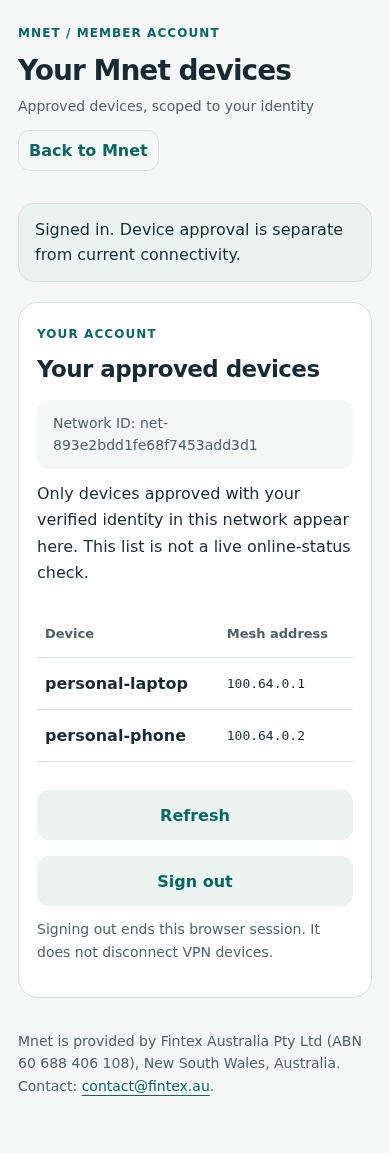 MNET / MEMBER ACCOUNT
Your Mnet devices
Approved devices, scoped to your identity
Back to Mnet
Signed in. Device approval is separate
from current connectivity.
YOUR ACCOUNT
Your approved devices
Network ID: net-
893e2bdd1fe68f7453add3d1
Only devices approved with your
verified identity in this network appear
here. This list is not a live online-status
check.
Device Mesh address
personal-laptop 100.64.0.1
personal-phone 100.64.0.2
Refresh
Sign out
Signing out ends this browser session. It
does not disconnect VPN devices.
Mnet is provided by Fintex Australia Pty Ltd (ABN
60 688 406 108), New South Wales, Australia.
Contact: contact@fintex.au.